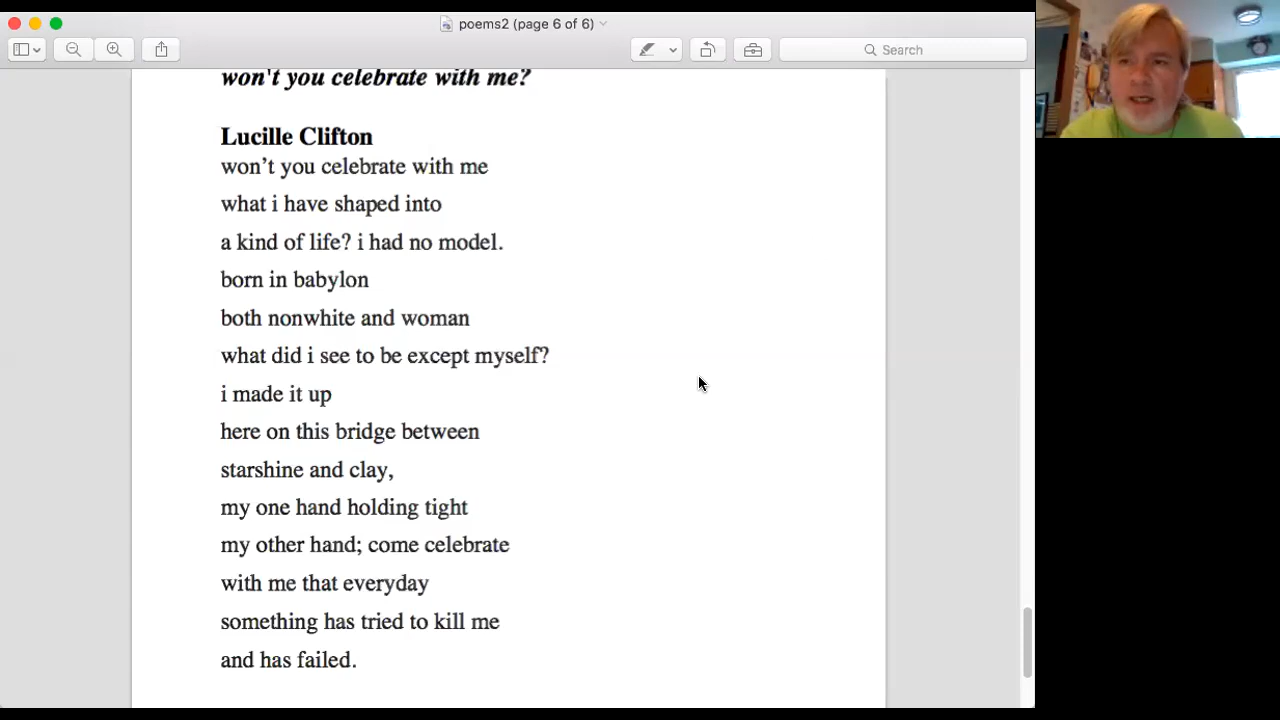 poems2 (page 6 of 6)
Search
won't you celebrate with me?
Lucille Clifton
won’t you celebrate with me
what i have shaped into
a kind of life? i had no model.
born in babylon
both nonwhite and woman
what did i see to be except myself?
i made it up
here on this bridge between
starshine and clay,
my one hand holding tight
my other hand; come celebrate
with me that everyday
something has tried to kill me
and has failed.